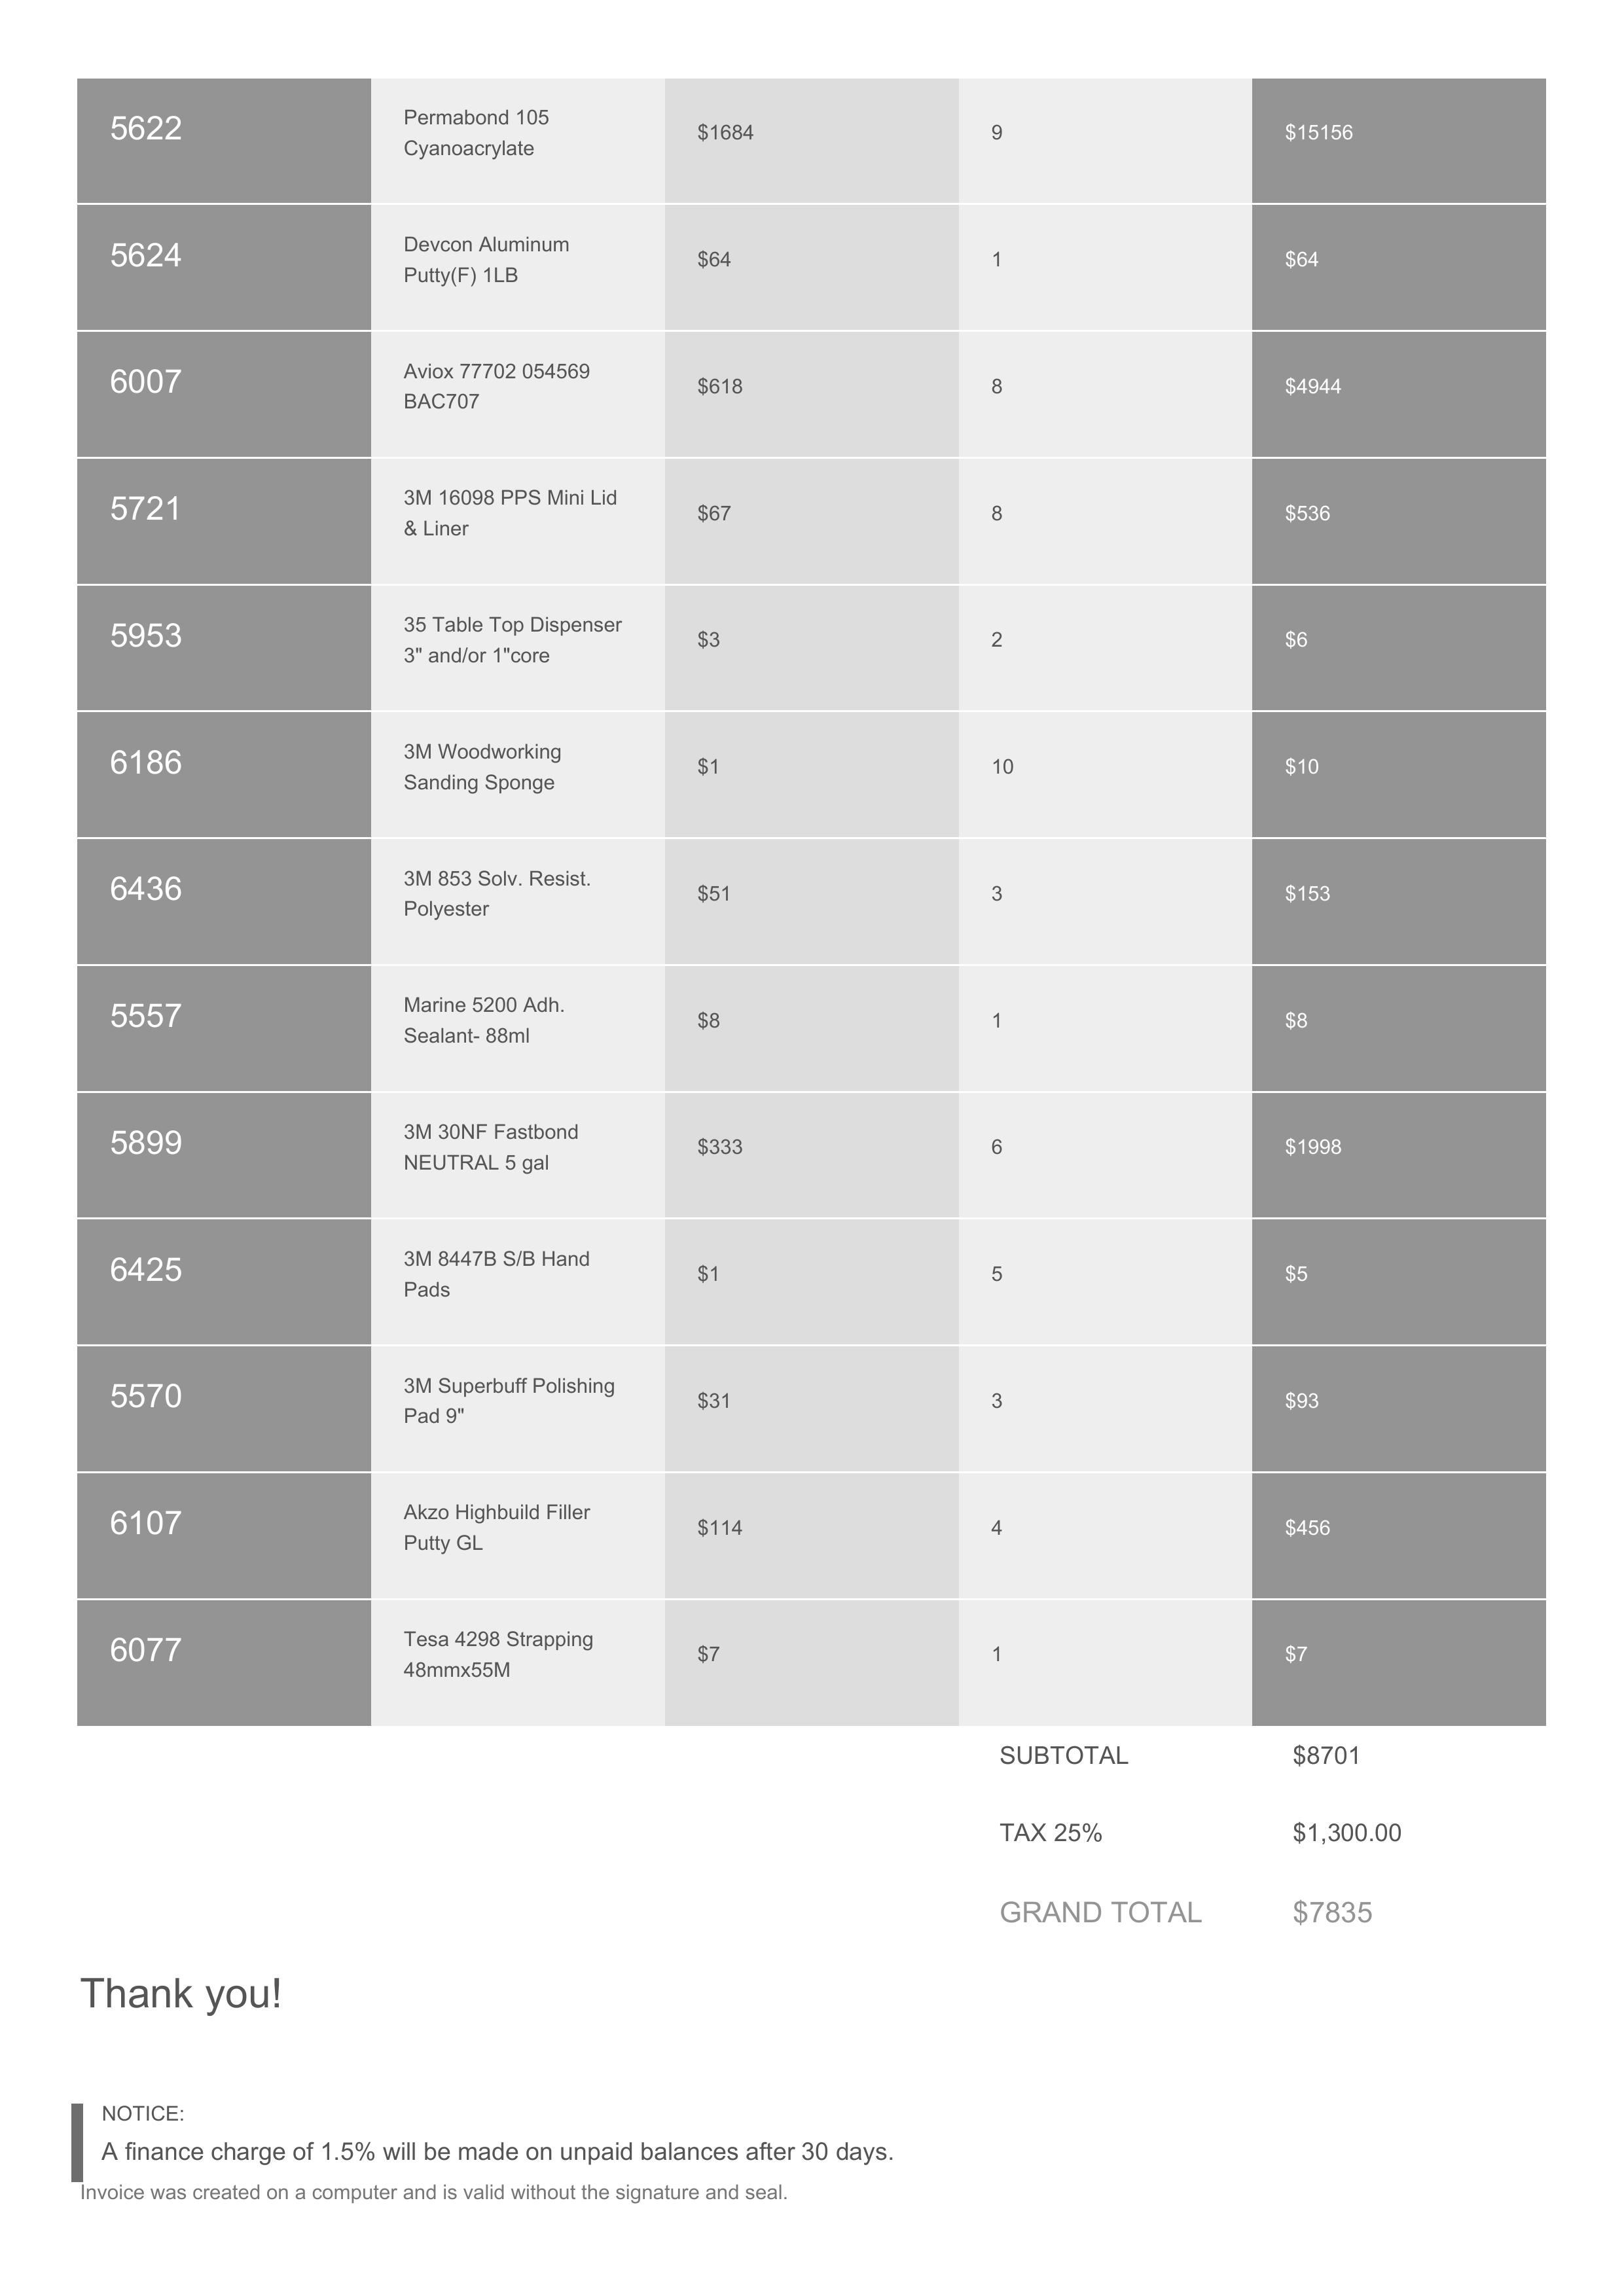 5622 Permabond 105 $1684 9 $15156
Cyanoacrylate
5624 Devcon Aluminum $64 1 $64
Putty(F) 1LB
6007 Aviox 77702 054569 $618 8 $4944
BAC707
5721 3M 16098 PPS Mini Lid $67 8 $536
& Liner
5953 35 Table Top Dispenser $3 2 $6
3" and/or 1"core
6186 3M Woodworking $1 10 $10
Sanding Sponge
6436 3M 853 Solv. Resist. $51 3 $153
Polyester
5557 Marine 5200 Adh. $8 1 $8
Sealant- 88ml
5899 3M 30NF Fastbond $333 6 $1998
NEUTRAL 5 gal
6425 3M 8447B S/B Hand $1 5 $5
Pads
5570 3M Superbuff Polishing $31 3 $93
Pad 9"
6107 Akzo Highbuild Filler $114 4 $456
Putty GL
6077 Tesa 4298 Strapping $7 1 $7
48mmx55M
SUBTOTAL $8701
TAX 25% $1,300.00
GRAND TOTAL $7835
Thank you!
NOTICE:
A finance charge of 1.5% will be made on unpaid balances after 30 days.
Invoice was created on a computer and is valid without the signature and seal.